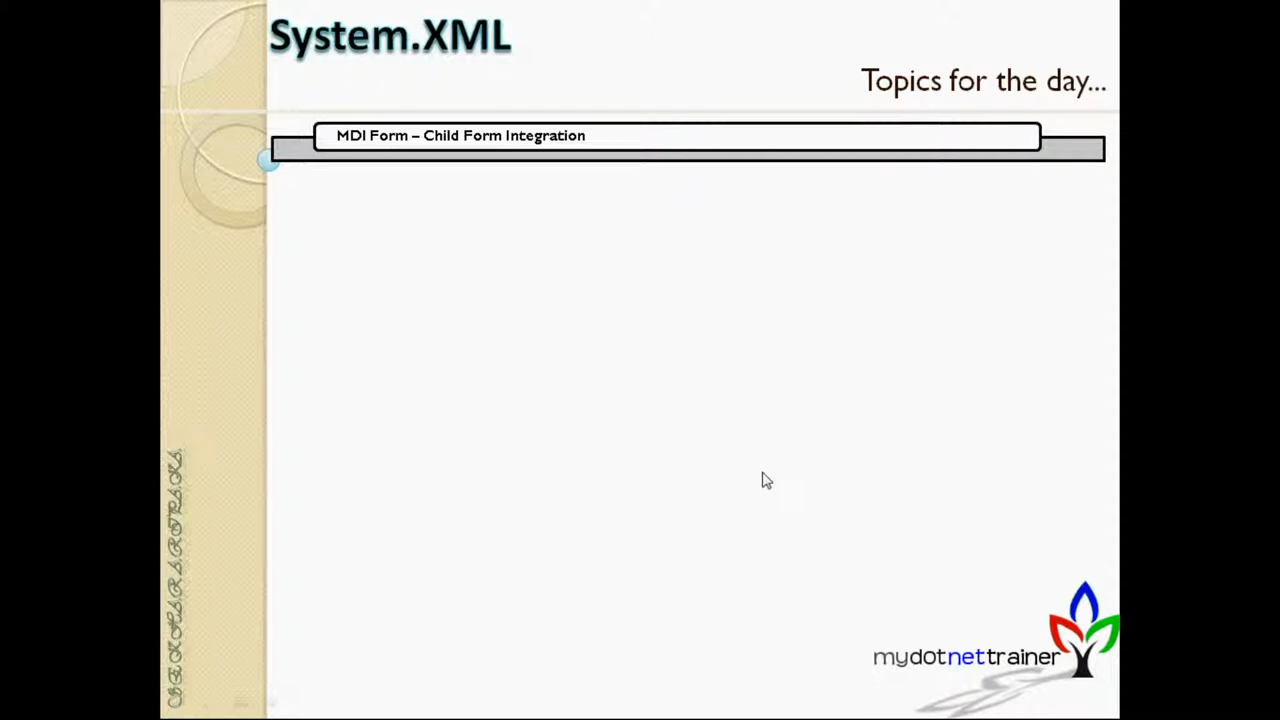 System.XML
Topics for the day...
MDI Form – Child Form Integration
mydotnettrainer